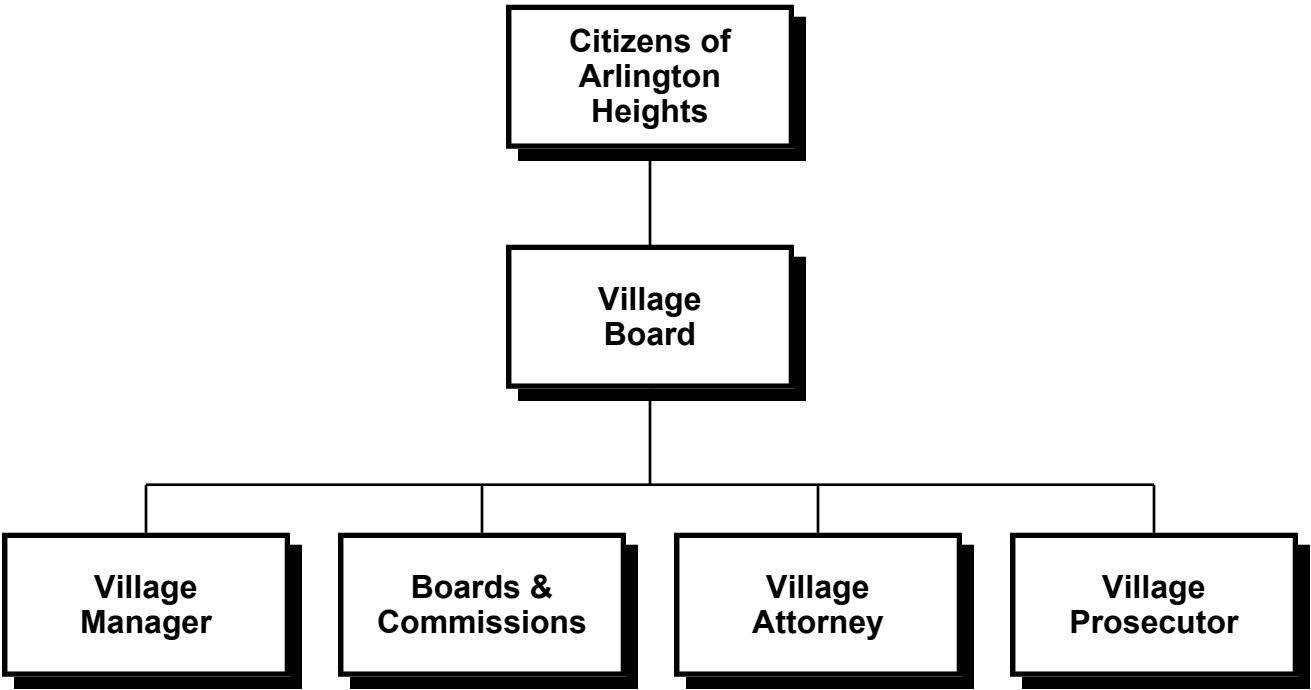 Citizens of
Arlington
Heights
Village
Board
Village
Manager
Boards &
Commissions
Village
Attorney
Village
Prosecutor